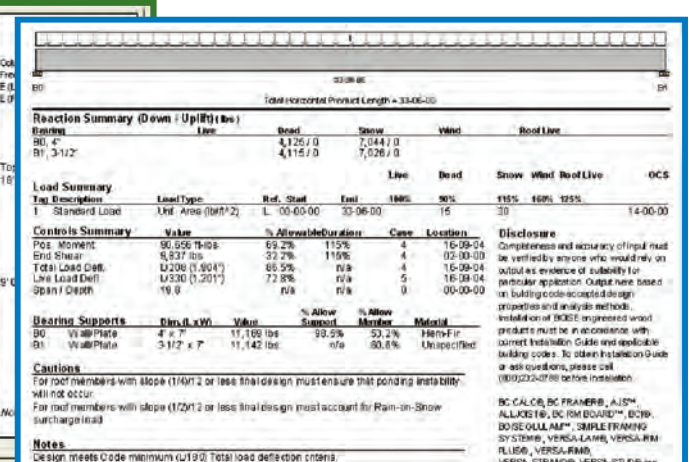 33-06-00
B0
B1
Total Horizontal Product Length = 33-06-00
Reaction Summary (Down / Uplift) (lbs)
Bearing Live Dead Snow Wind Roof Live
B0, 4" 4,126 / 0 7,044 / 0
B1, 3-1/2" 4,115 / 0 7,026 / 0
Load Summary
Live Dead Snow Wind Roof Live OCS
Tag Description Load Type Ref. Start End 100% 90% 115% 160% 125%
1 Standard Load Unf. Area (lb/ft^2) L 00-00-00 33-06-00 15 30 14-00-00
Controls Summary Value % Allowable Duration Case Location
Pos. Moment 90,656 ft-lbs 69.2% 115% 4 16-09-04
End Shear 9,837 lbs 32.2% 115% 4 02-00-00
Total Load Defl. L/208 (1.904") 86.5% n/a 4 16-09-04
Live Load Defl. L/330 (1.201") 72.8% n/a 5 16-09-04
Span / Depth 19.8 n/a n/a 0 00-00-00
Bearing Supports Dim. (L x W) Value % Allow Support % Allow Member Material
B0 Wall/Plate 4" x 7" 11,169 lbs 98.5% 53.2% Hem-Fir
B1 Wall/Plate 3-1/2" x 7" 11,142 lbs n/a 60.6% Unspecified
Cautions
For roof members with slope (1/4)/12 or less final design must ensure that ponding instability
will not occur.
For roof members with slope (1/2)/12 or less final design must account for Rain-on-Snow
surcharge load.
Notes
Design meets Code minimum (L/180) Total load deflection criteria.
Disclosure
Completeness and accuracy of input must
be verified by anyone who would rely on
output as evidence of suitability for
particular application. Output here based
on building code-accepted design
properties and analysis methods.
Installation of BOISE engineered wood
products must be in accordance with
current Installation Guide and applicable
building codes. To obtain Installation Guide
or ask questions, please call
(800)232-0788 before installation.
BC CALC®, BC FRAMER®, AJS™,
ALLJOIST®, BC RIM BOARD™, BCI®,
BOISE GLULAM™, SIMPLE FRAMING
SYSTEM®, VERSA-LAM®, VERSA-RIM
PLUS®, VERSA-RIM®,